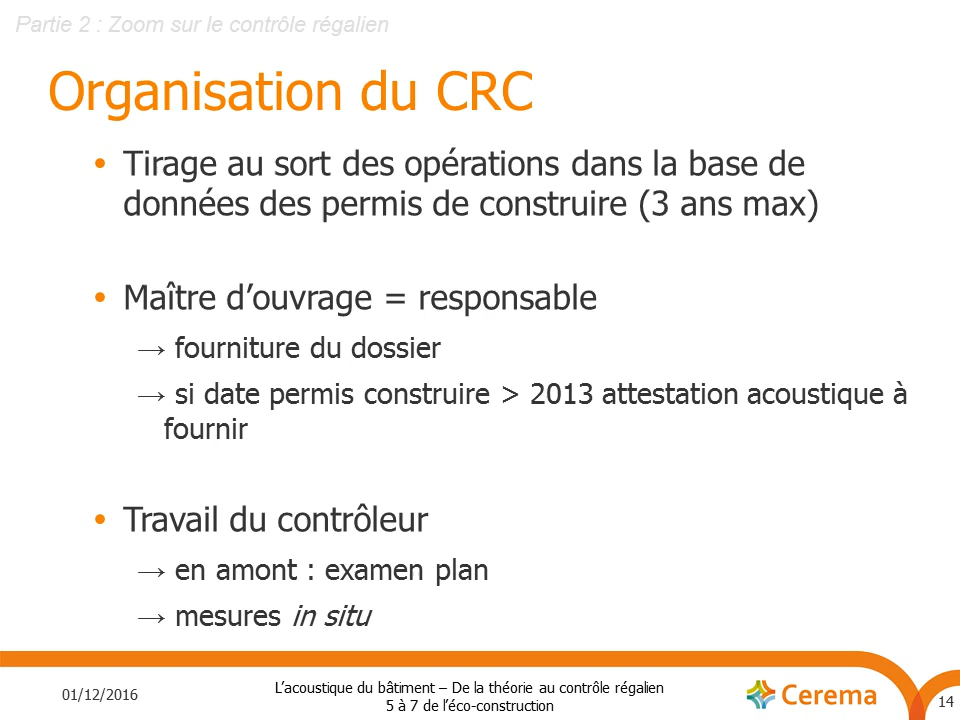 Partie 2 : Zoom sur le contrôle régalien
Organisation du CRC
• Tirage au sort des opérations dans la base de
données des permis de construire (3 ans max)
• Maître d’ouvrage = responsable
→ fourniture du dossier
→ si date permis construire > 2013 attestation acoustique à
fournir
• Travail du contrôleur
→ en amont : examen plan
→ mesures in situ
01/12/2016
L’acoustique du bâtiment – De la théorie au contrôle régalien
5 à 7 de l’éco-construction
Cerema
14